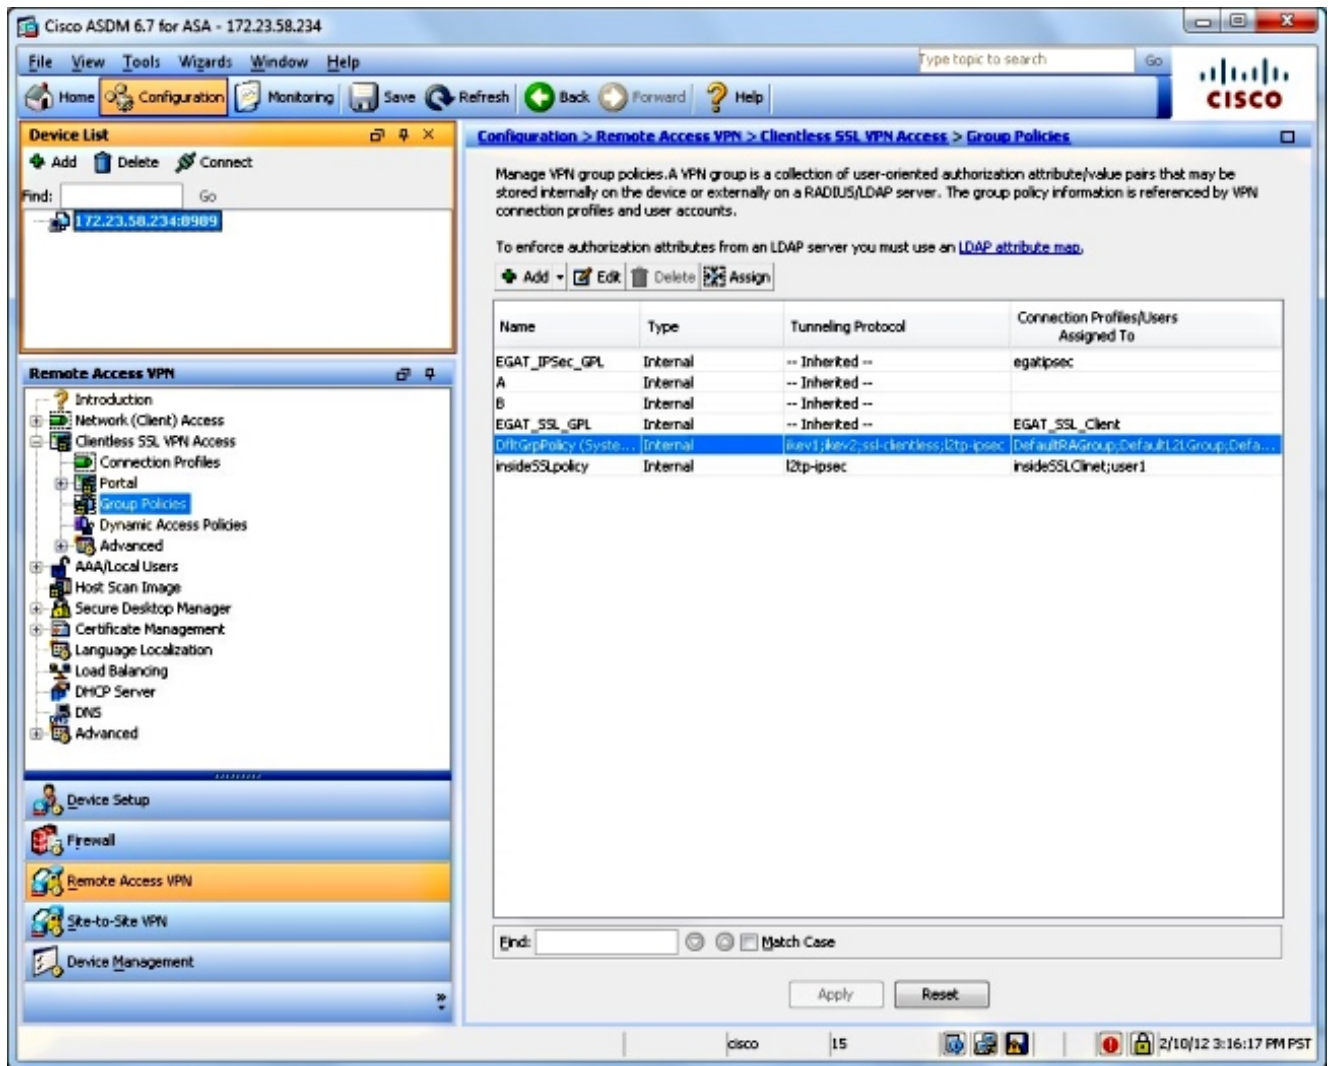 Cisco ASDM 6.7 for ASA - 172.23.58.234
File View Tools Wizards Window Help
Type topic to search Go
Home Configuration Monitoring Save Refresh Back Forward Help
CISCO
Device List
Add Delete Connect
Find: Go
172.23.58.234:8989
Remote Access VPN
Introduction
Network (Client) Access
Clientless SSL VPN Access
Connection Profiles
Portal
Group Policies
Dynamic Access Policies
Advanced
AAA/Local Users
Host Scan Image
Secure Desktop Manager
Certificate Management
Language Localization
Load Balancing
DHCP Server
DNS
Advanced
Device Setup
Firewall
Remote Access VPN
Site-to-Site VPN
Device Management
Configuration > Remote Access VPN > Clientless SSL VPN Access > Group Policies
Manage VPN group policies.A VPN group is a collection of user-oriented authorization attribute/value pairs that may be
stored internally on the device or externally on a RADIUS/LDAP server. The group policy information is referenced by VPN
connection profiles and user accounts.
To enforce authorization attributes from an LDAP server you must use an LDAP attribute map.
Add Edit Delete Assign
Name Type Tunneling Protocol Connection Profiles/Users
Assigned To
EGAT_IPSec_GPL Internal -- Inherited -- egatipsec
A Internal -- Inherited --
B Internal -- Inherited --
EGAT_SSL_GPL Internal -- Inherited -- EGAT_SSL_Client
DfltGrpPolicy (Syste... Internal ikev1;ikev2;ssl-clientless;l2tp-ipsec DefaultRAGroup;DefaultL2LGroup;Defa...
insideSSLpolicy Internal l2tp-ipsec insideSSLClinet;user1
Find: Match Case
Apply Reset
cisco 15 2/10/12 3:16:17 PM PST